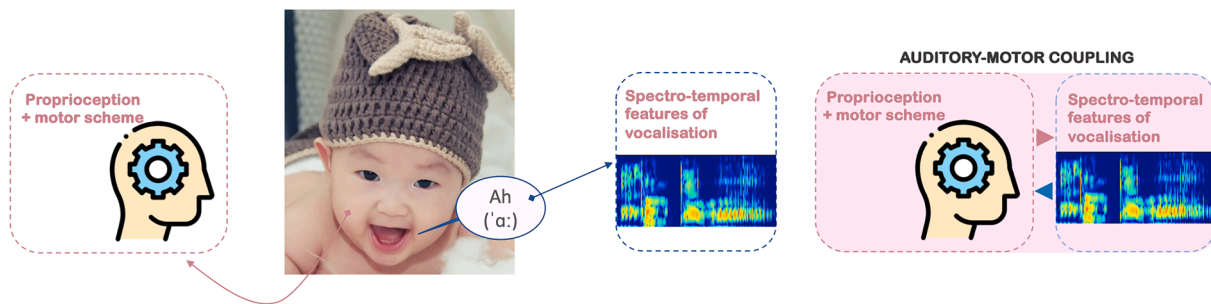 Proprioception
+ motor scheme
Ah
(ˈɑː)
Spectro-temporal
features of
vocalisation
AUDITORY-MOTOR COUPLING
Proprioception
+ motor scheme
Spectro-temporal
features of
vocalisation